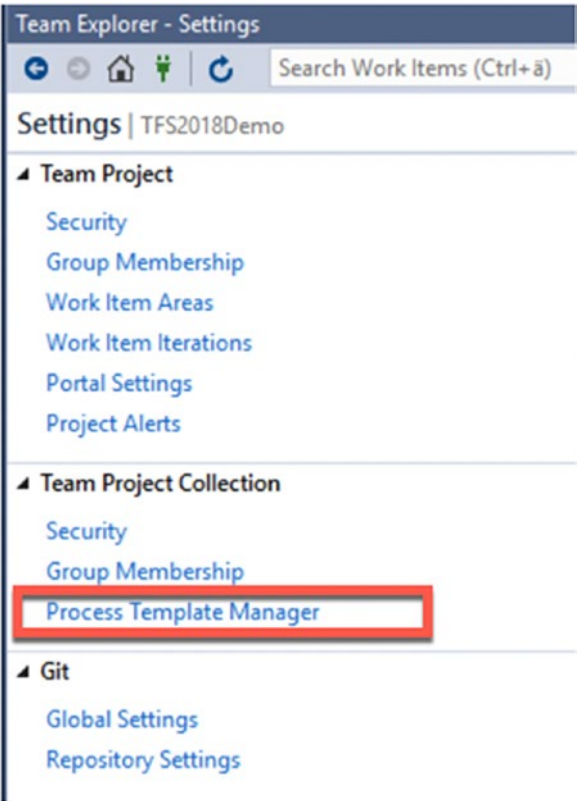 Team Explorer - Settings
Search Work Items (Ctrl+ä)
Settings | TFS2018Demo
Team Project
Security
Group Membership
Work Item Areas
Work Item Iterations
Portal Settings
Project Alerts
Team Project Collection
Security
Group Membership
Process Template Manager
Git
Global Settings
Repository Settings